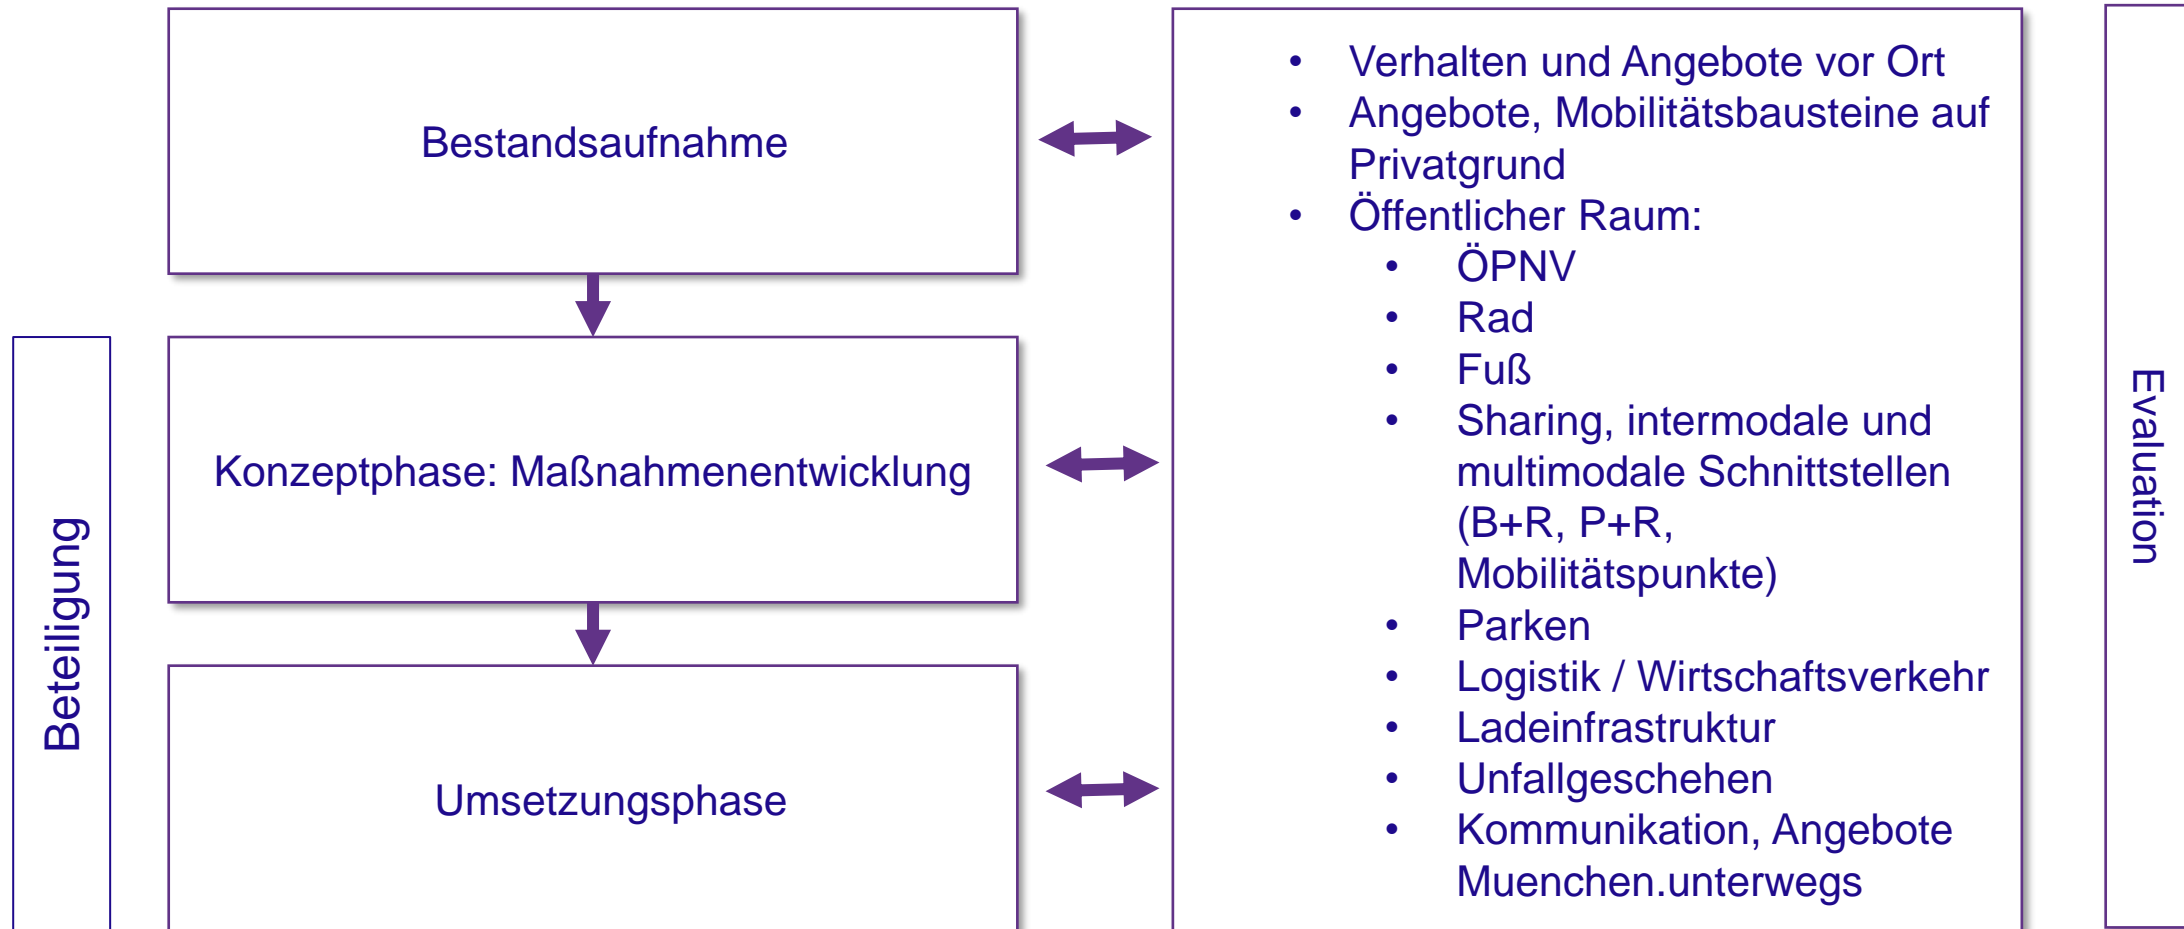 Bestandsaufnahme
Konzeptphase: Maßnahmenentwicklung
Umsetzungsphase
Beteiligung
• Verhalten und Angebote vor Ort
• Angebote, Mobilitätsbausteine auf
Privatgrund
• Öffentlicher Raum:
• ÖPNV
• Rad
• Fuß
• Sharing, intermodale und
multimodale Schnittstellen
(B+R, P+R,
Mobilitätspunkte)
• Parken
• Logistik / Wirtschaftsverkehr
• Ladeinfrastruktur
• Unfallgeschehen
• Kommunikation, Angebote
Muenchen.unterwegs
Evaluation